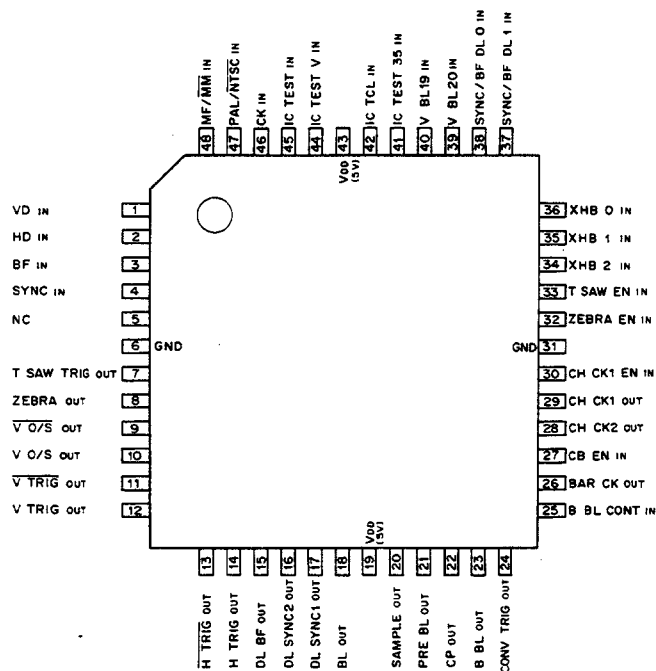 48 MF/M̅M̅ IN
47 PAL/N̅T̅S̅C̅ IN
46 CK IN
45 IC TEST IN
44 IC TEST V IN
43 VDD (5V)
42 IC TCL IN
41 IC TEST 35 IN
40 V BL19 IN
39 V BL20 IN
38 SYNC/BF DL 0 IN
37 SYNC/BF DL 1 IN
VD IN 1
HD IN 2
BF IN 3
SYNC IN 4
NC 5
6 GND
T SAW TRIG OUT 7
ZEBRA OUT 8
V̅ O̅/̅S̅ OUT 9
V O/S OUT 10
V̅ T̅R̅I̅G̅ OUT 11
V TRIG OUT 12
36 XHB 0 IN
35 XHB 1 IN
34 XHB 2 IN
33 T SAW EN IN
32 ZEBRA EN IN
GND 31
30 CH CK1 EN IN
29 CH CK1 OUT
28 CH CK2 OUT
27 CB EN IN
26 BAR CK OUT
25 B BL CONT IN
13 H̅ T̅R̅I̅G̅ OUT
14 H TRIG OUT
15 DL BF OUT
16 DL SYNC2 OUT
17 DL SYNC1 OUT
18 BL OUT
19 VDD (5V)
20 SAMPLE OUT
21 PRE BL OUT
22 CP OUT
23 B BL OUT
24 CONV TRIG OUT